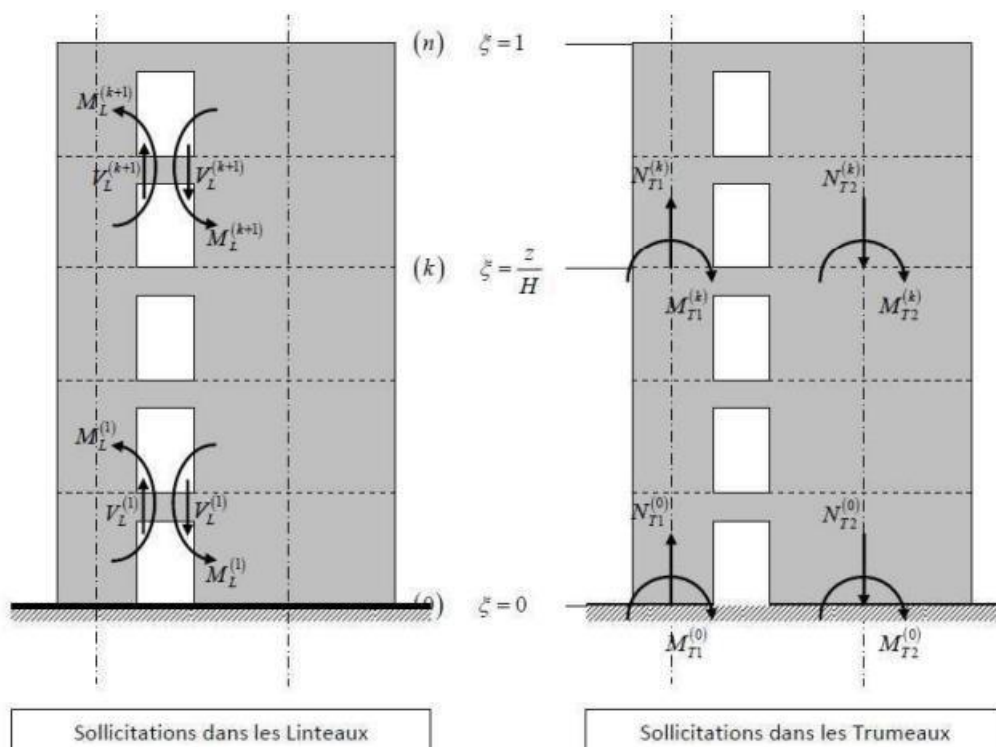 (n) ζ = 1
M_L^(k+1)
V_L^(k+1) V_L^(k+1)
M_L^(k+1)
N_T1^(k) N_T2^(k)
(k) ζ = z/H
M_T1^(k) M_T2^(k)
M_L^(1)
V_L^(1) V_L^(1)
M_L^(1)
N_T1^(0) N_T2^(0)
(0) ζ = 0
M_T1^(0) M_T2^(0)
Sollicitations dans les Linteaux
Sollicitations dans les Trumeaux